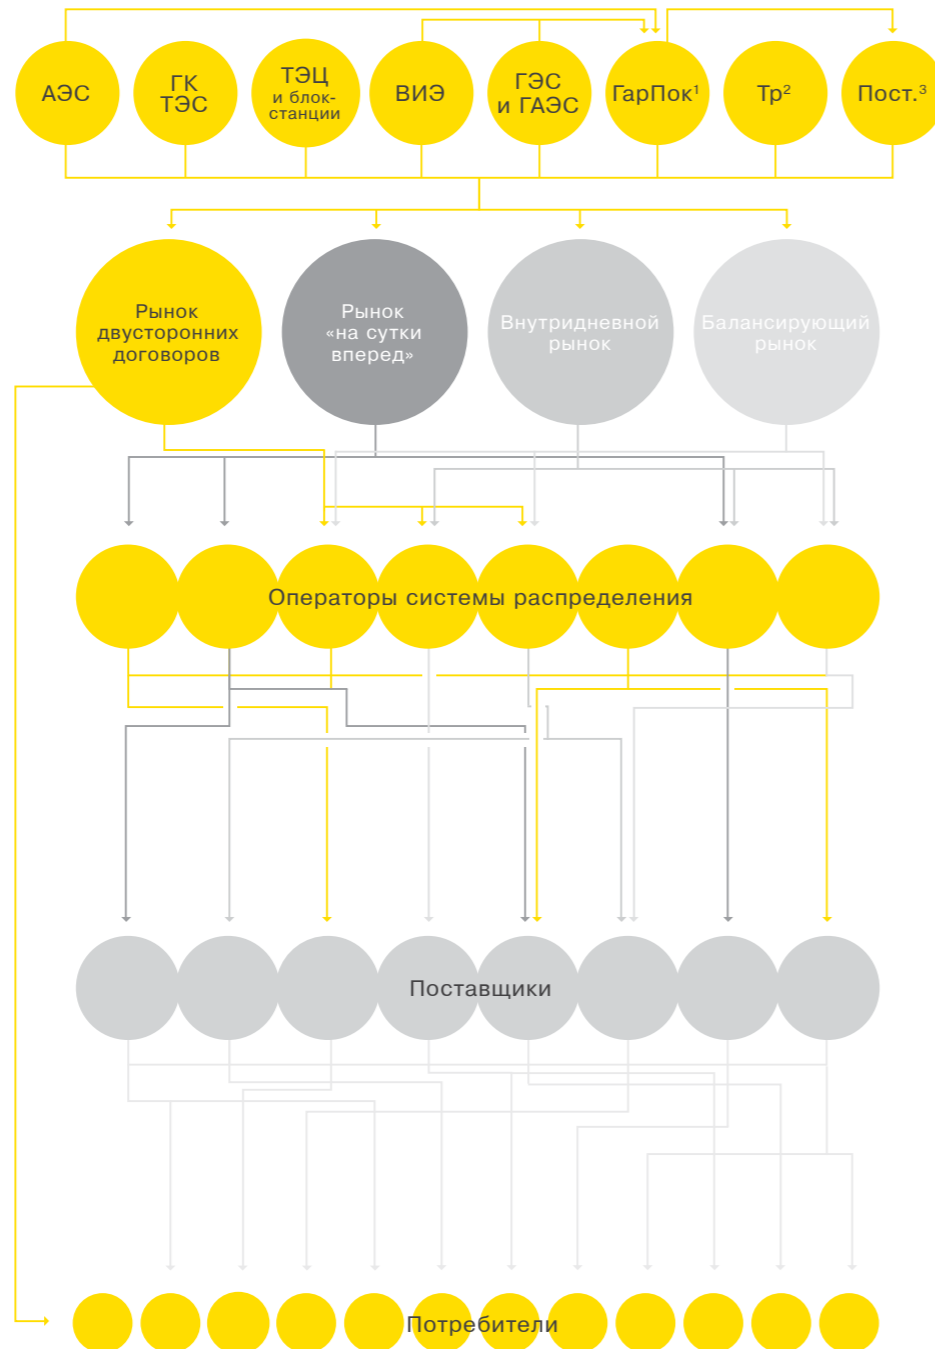 АЭС
ГК
ТЭС
ТЭЦ
и блок-
станции
ВИЭ
ГЭС
и ГАЭС
ГарПок¹
Тр²
Пост.³
Рынок
двусторонних
договоров
Рынок
«на сутки
вперед»
Внутридневной
рынок
Балансирующий
рынок
Операторы системы распределения
Поставщики
Потребители